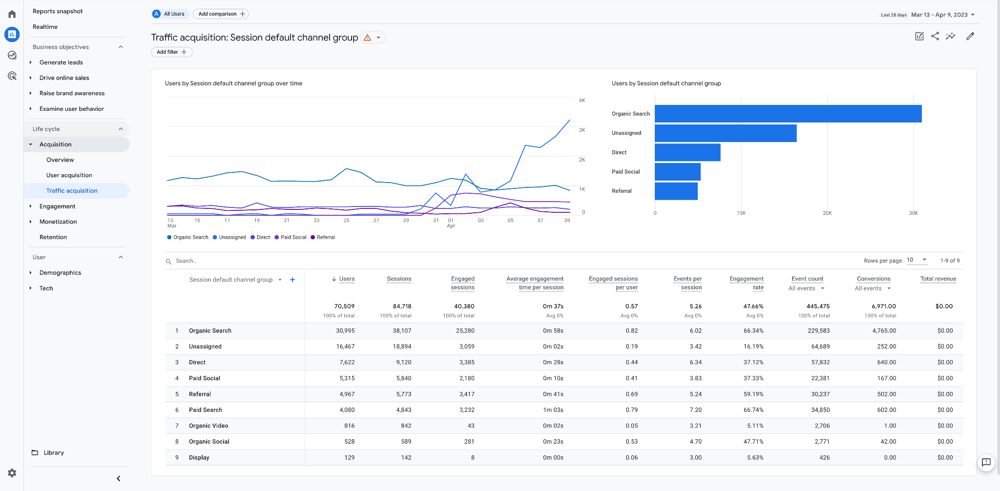 Reports snapshot
Realtime
Business objectives
Generate leads
Drive online sales
Raise brand awareness
Examine user behavior
Life cycle
Acquisition
Overview
User acquisition
Traffic acquisition
Engagement
Monetization
Retention
User
Demographics
Tech
Library
A All Users Add comparison
Last 28 days Mar 13 - Apr 9, 2023
Traffic acquisition: Session default channel group
Add filter
Users by Session default channel group over time
4K
3K
2K
1K
0
13 15 17 19 21 23 25 27 29 31 01 03 05 07 09
Mar Apr
Organic Search Unassigned Direct Paid Social Referral
Users by Session default channel group
Organic Search
Unassigned
Direct
Paid Social
Referral
0 10K 20K 30K
Search...
Rows per page: 10 1-9 of 9
Session default channel group Users Sessions Engaged sessions Average engagement time per session Engaged sessions per user Events per session Engagement rate Event count All events Conversions All events Total revenue
70,509 84,718 40,380 0m 37s 0.57 5.26 47.66% 445,475 6,971.00 $0.00
100% of total 100% of total 100% of total Avg 0% Avg 0% Avg 0% Avg 0% 100% of total 100% of total
1 Organic Search 30,995 38,107 25,280 0m 58s 0.82 6.02 66.34% 229,583 4,765.00 $0.00
2 Unassigned 16,467 18,894 3,059 0m 02s 0.19 3.42 16.19% 64,689 252.00 $0.00
3 Direct 7,622 9,120 3,385 0m 28s 0.44 6.34 37.12% 57,832 640.00 $0.00
4 Paid Social 5,315 5,840 2,180 0m 10s 0.41 3.83 37.33% 22,381 167.00 $0.00
5 Referral 4,967 5,773 3,417 0m 41s 0.69 5.24 59.19% 30,237 502.00 $0.00
6 Paid Search 4,080 4,843 3,232 1m 03s 0.79 7.20 66.74% 34,850 602.00 $0.00
7 Organic Video 816 842 43 0m 02s 0.05 3.21 5.11% 2,706 1.00 $0.00
8 Organic Social 528 589 281 0m 23s 0.53 4.70 47.71% 2,771 42.00 $0.00
9 Display 129 142 8 0m 00s 0.06 3.00 5.63% 426 0.00 $0.00